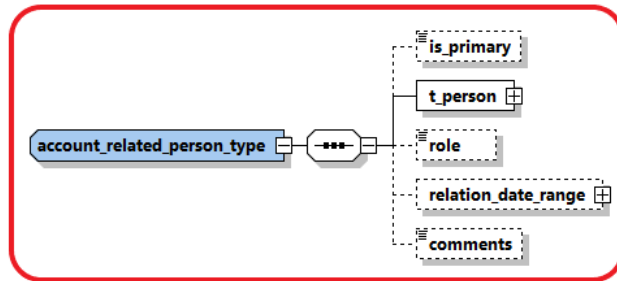 is_primary
t_person
account_related_person_type
role
relation_date_range
comments